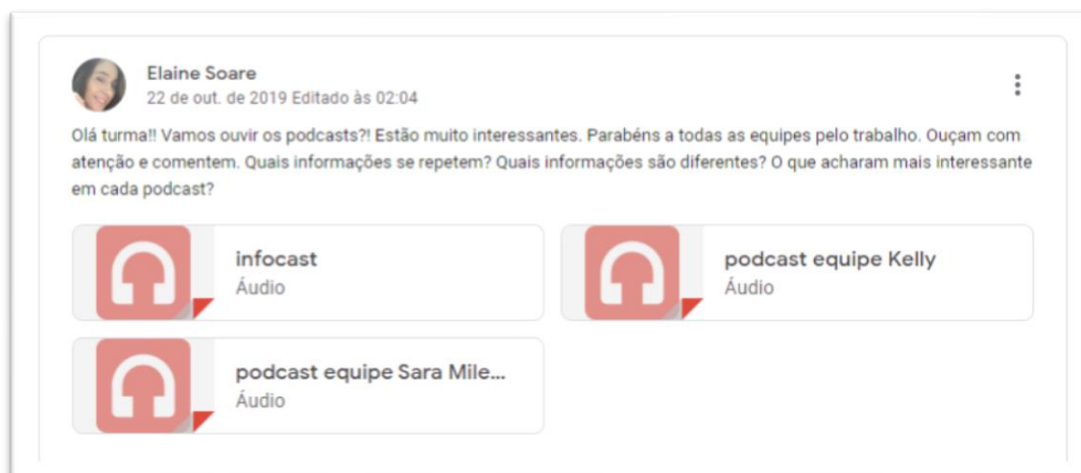 Elaine Soare
22 de out. de 2019 Editado às 02:04
Olá turma!! Vamos ouvir os podcasts?! Estão muito interessantes. Parabéns a todas as equipes pelo trabalho. Ouçam com
atenção e comentem. Quais informações se repetem? Quais informações são diferentes? O que acharam mais interessante
em cada podcast?
infocast
Áudio
podcast equipe Kelly
Áudio
podcast equipe Sara Mile...
Áudio